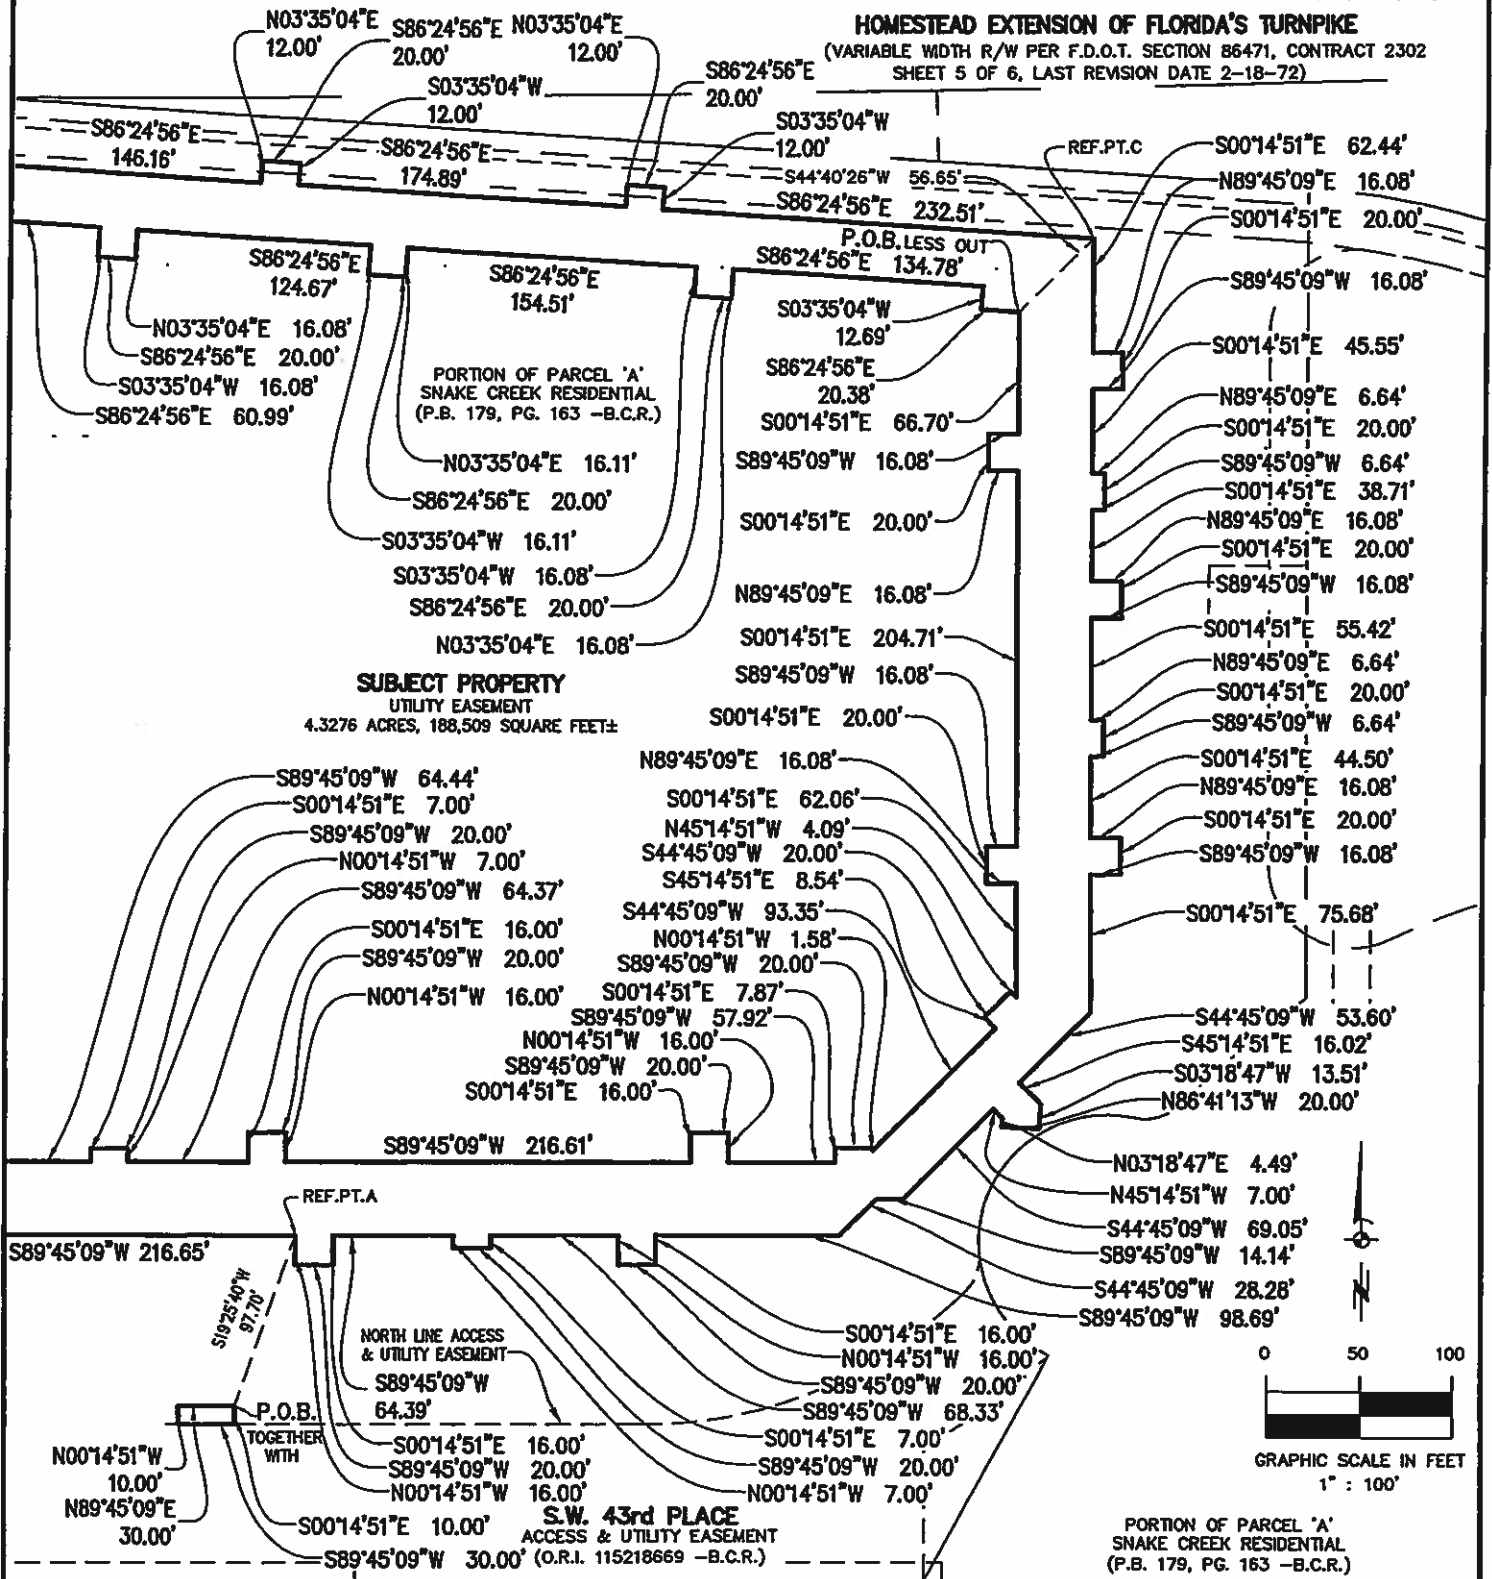 HOMESTEAD EXTENSION OF FLORIDA'S TURNPIKE
(VARIABLE WIDTH R/W PER F.D.O.T. SECTION 86471, CONTRACT 2302
SHEET 5 OF 6, LAST REVISION DATE 2-18-72)
N03°35'04"E
12.00'
S86°24'56"E
20.00'
N03°35'04"E
12.00'
S03°35'04"W
12.00'
S86°24'56"E
20.00'
S03°35'04"W
12.00'
S86°24'56"E
146.16'
S86°24'56"E
174.89'
S44°40'26"W 56.65'
S86°24'56"E 232.51'
REF.PT.C
P.O.B. LESS OUT
S86°24'56"E 134.78'
S86°24'56"E
124.67'
S86°24'56"E
154.51'
S03°35'04"W
12.69'
S86°24'56"E
20.38'
N03°35'04"E 16.08'
S86°24'56"E 20.00'
S03°35'04"W 16.08'
S86°24'56"E 60.99'
PORTION OF PARCEL 'A'
SNAKE CREEK RESIDENTIAL
(P.B. 179, PG. 163 -B.C.R.)
N03°35'04"E 16.11'
S86°24'56"E 20.00'
S03°35'04"W 16.11'
S03°35'04"W 16.08'
S86°24'56"E 20.00'
N03°35'04"E 16.08'
S00°14'51"E 66.70'
S89°45'09"W 16.08'
S00°14'51"E 20.00'
N89°45'09"E 16.08'
S00°14'51"E 204.71'
S89°45'09"W 16.08'
S00°14'51"E 20.00'
N89°45'09"E 16.08'
S00°14'51"E 62.06'
N45°14'51"W 4.09'
S44°45'09"W 20.00'
S45°14'51"E 8.54'
S44°45'09"W 93.35'
N00°14'51"W 1.58'
S89°45'09"W 20.00'
S00°14'51"E 7.87'
S89°45'09"W 57.92'
N00°14'51"W 16.00'
S89°45'09"W 20.00'
S00°14'51"E 16.00'
S00°14'51"E 62.44'
N89°45'09"E 16.08'
S00°14'51"E 20.00'
S89°45'09"W 16.08'
S00°14'51"E 45.55'
N89°45'09"E 6.64'
S00°14'51"E 20.00'
S89°45'09"W 6.64'
S00°14'51"E 38.71'
N89°45'09"E 16.08'
S00°14'51"E 20.00'
S89°45'09"W 16.08'
S00°14'51"E 55.42'
N89°45'09"E 6.64'
S00°14'51"E 20.00'
S89°45'09"W 6.64'
S00°14'51"E 44.50'
N89°45'09"E 16.08'
S00°14'51"E 20.00'
S89°45'09"W 16.08'
S00°14'51"E 75.68'
S44°45'09"W 53.60'
S45°14'51"E 16.02'
S03°18'47"W 13.51'
N86°41'13"W 20.00'
N03°18'47"E 4.49'
N45°14'51"W 7.00'
S44°45'09"W 69.05'
S89°45'09"W 14.14'
S44°45'09"W 28.28'
S89°45'09"W 98.69'
SUBJECT PROPERTY
UTILITY EASEMENT
4.3276 ACRES, 188,509 SQUARE FEET±
S89°45'09"W 64.44'
S00°14'51"E 7.00'
S89°45'09"W 20.00'
N00°14'51"W 7.00'
S89°45'09"W 64.37'
S00°14'51"E 16.00'
S89°45'09"W 20.00'
N00°14'51"W 16.00'
S89°45'09"W 216.61'
REF.PT.A
S89°45'09"W 216.65'
S19°25'40"W
97.70'
NORTH LINE ACCESS
& UTILITY EASEMENT
S89°45'09"W
64.39'
P.O.B.
TOGETHER
WITH
S00°14'51"E 16.00'
S89°45'09"W 20.00'
N00°14'51"W 16.00'
N00°14'51"W
10.00'
N89°45'09"E
30.00'
S00°14'51"E 10.00'
S89°45'09"W 30.00'
S00°14'51"E 16.00'
N00°14'51"W 16.00'
S89°45'09"W 20.00'
S89°45'09"W 68.33'
S00°14'51"E 7.00'
S89°45'09"W 20.00'
N00°14'51"W 7.00'
S.W. 43rd PLACE
ACCESS & UTILITY EASEMENT
(O.R.I. 115218669 -B.C.R.)
N
0 50 100
GRAPHIC SCALE IN FEET
1" : 100'
PORTION OF PARCEL 'A'
SNAKE CREEK RESIDENTIAL
(P.B. 179, PG. 163 -B.C.R.)